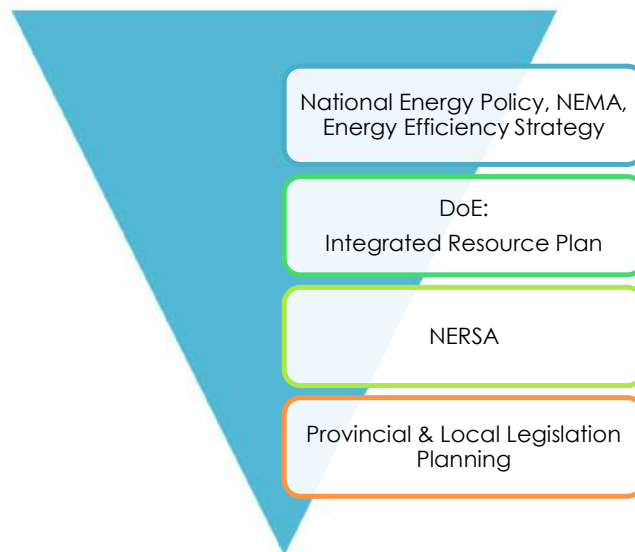 National Energy Policy, NEMA,
Energy Efficiency Strategy
DoE:
Integrated Resource Plan
NERSA
Provincial & Local Legislation
Planning